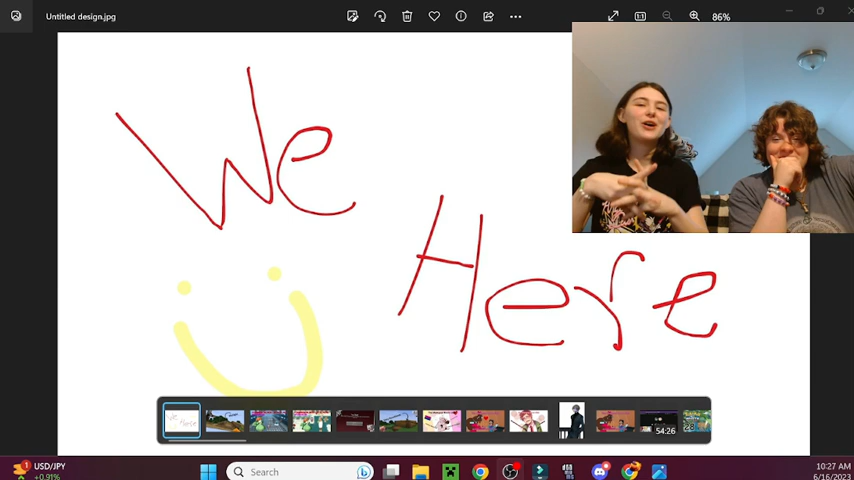 Untitled design.jpg
86%
We
Here
54:26
USD/JPY
+0.91%
Search
10:27 AM
6/16/2023